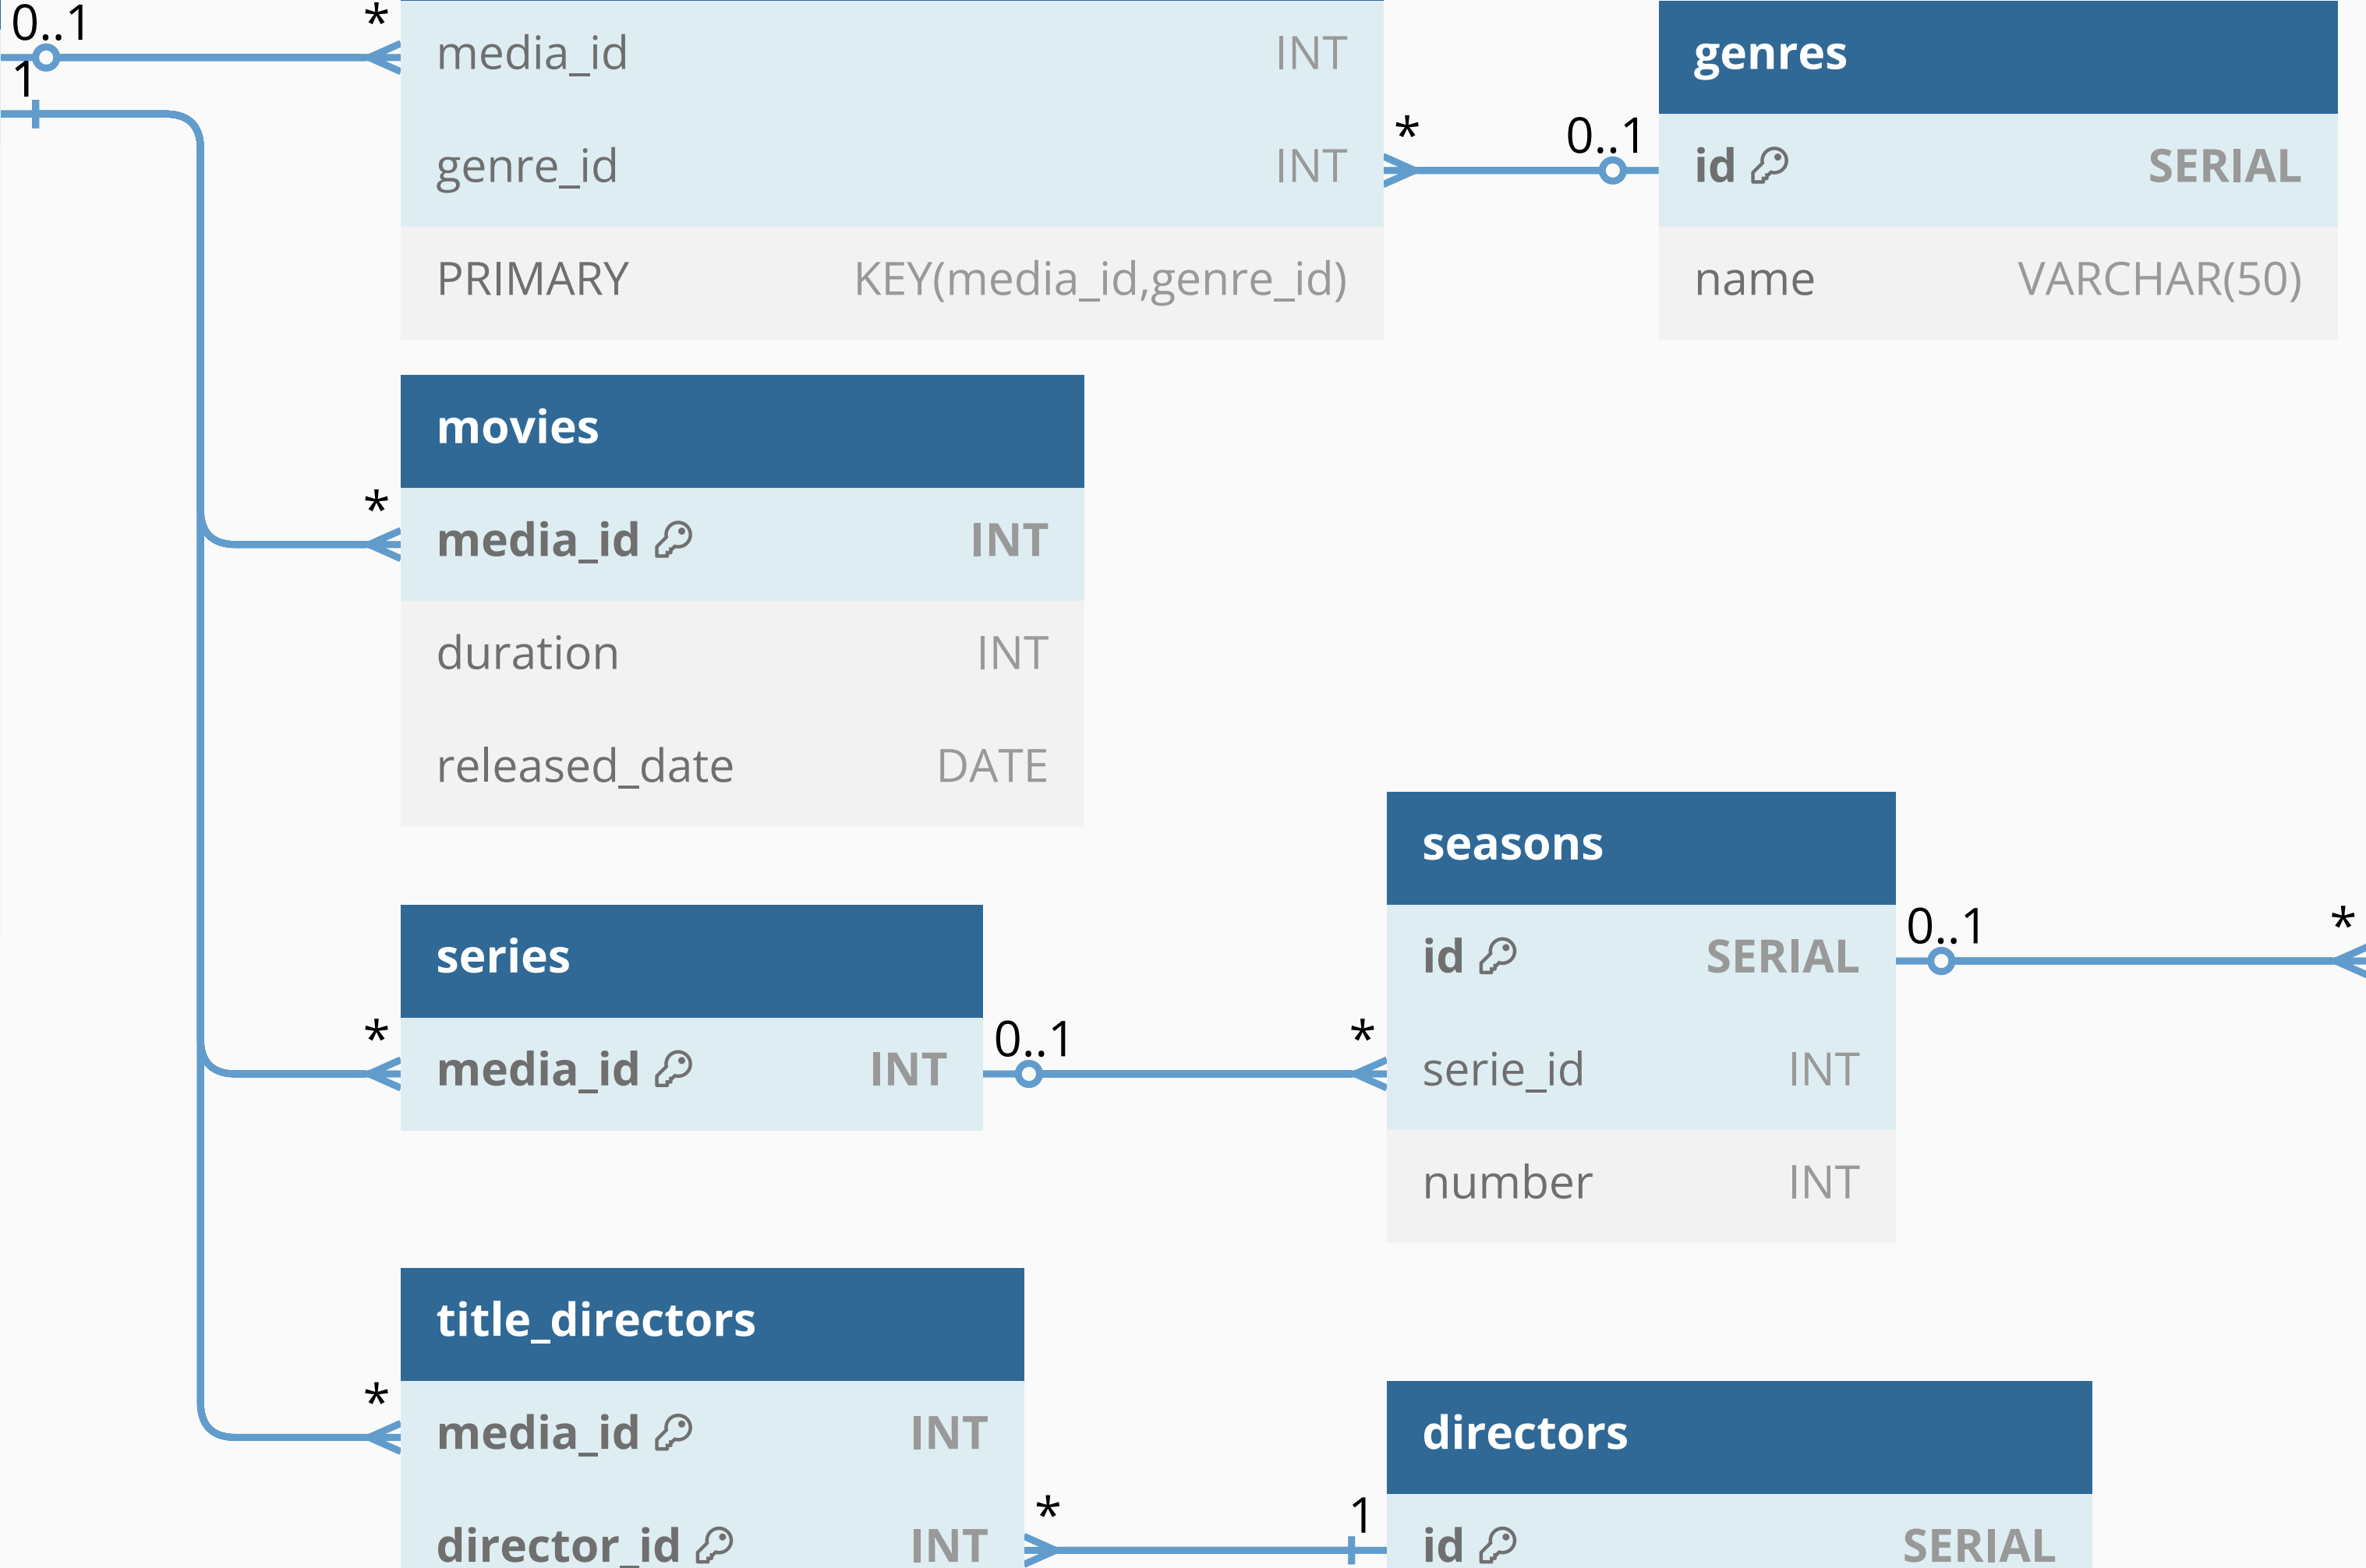 0..1
*
1
media_id INT
genre_id INT
PRIMARY KEY(media_id,genre_id)
* 0..1
genres
id SERIAL
name VARCHAR(50)
movies
*
media_id INT
duration INT
released_date DATE
series
*
media_id INT
0..1 *
seasons
id SERIAL
serie_id INT
number INT
0..1 *
title_directors
*
media_id INT
director_id INT
* 1
directors
id SERIAL